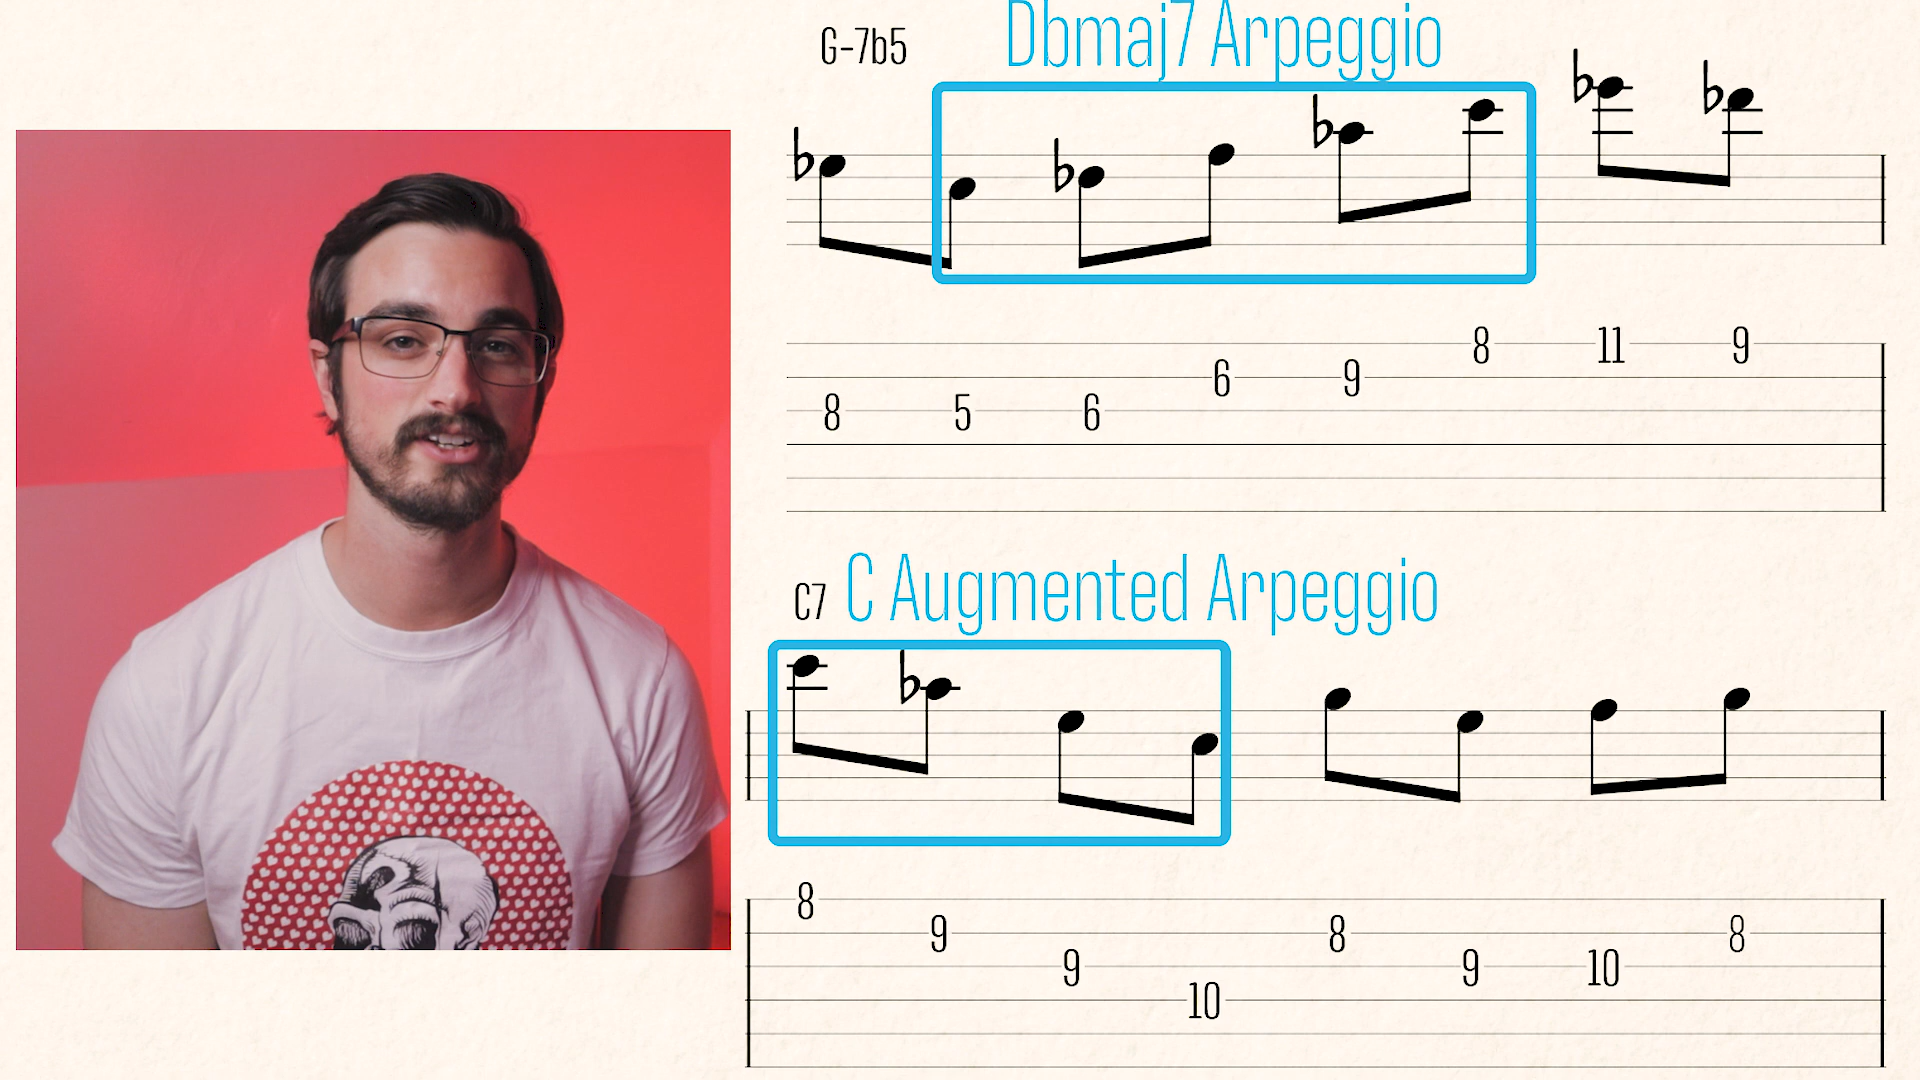 G-7b5 Dbmaj7 Arpeggio
8 5 6 6 9 8 11 9
C7 C Augmented Arpeggio
8 9 9 10 8 9 10 8